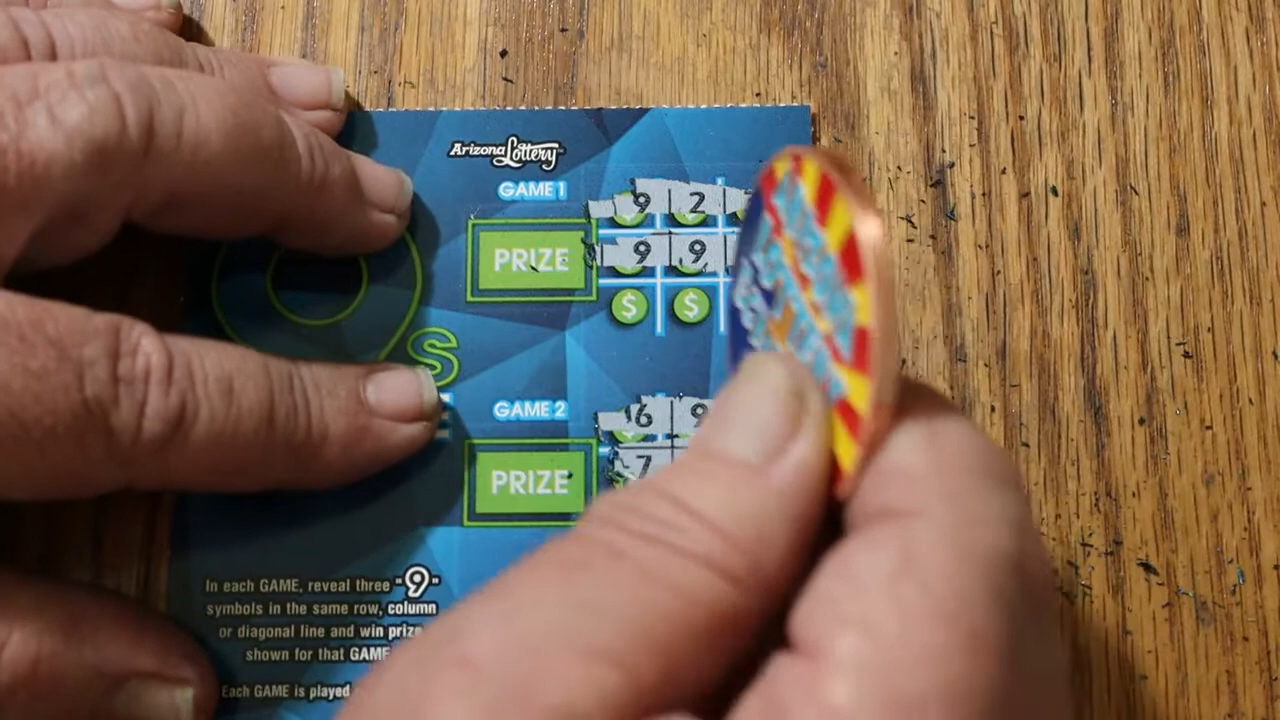 Arizona Lottery
GAME 1
9 2
PRIZE
9 9
$ $
S
GAME 2
6 9
PRIZE
7
In each GAME, reveal three "9"
symbols in the same row, column
or diagonal line and win
shown for that GAME
Each GAME is played